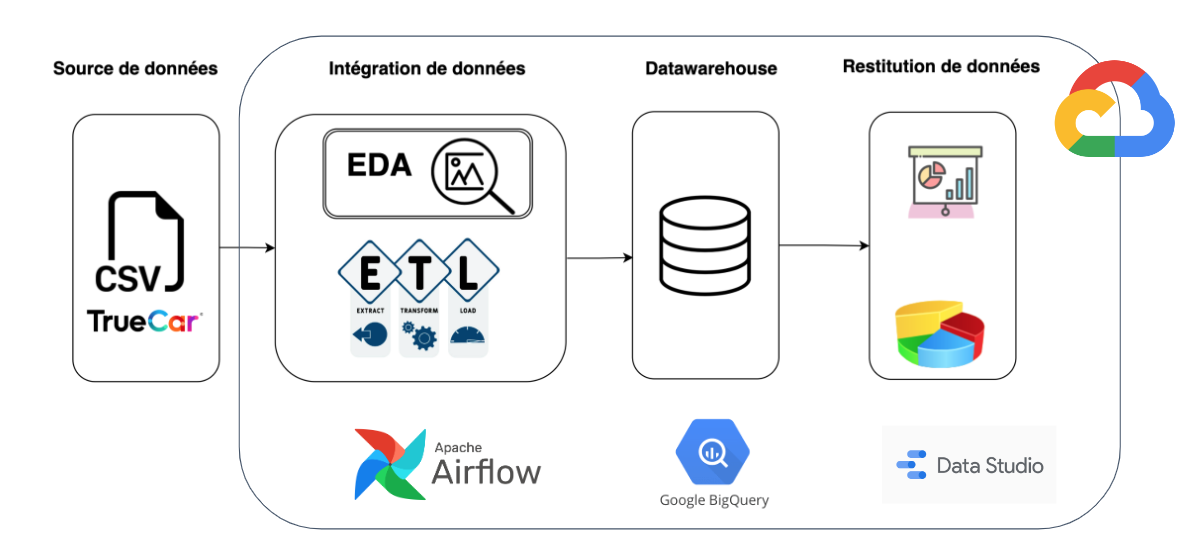 Source de données
Intégration de données
Datawarehouse
Restitution de données
EDA
CSV
TrueCar
E T L
EXTRACT TRANSFORM LOAD
Apache
Airflow
Google BigQuery
Data Studio